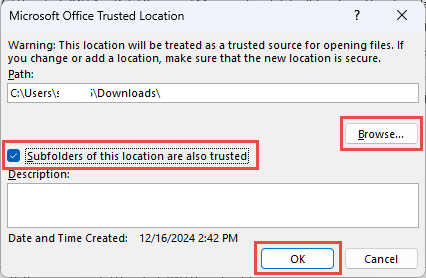 Microsoft Office Trusted Location
Warning: This location will be treated as a trusted source for opening files. If
you change or add a location, make sure that the new location is secure.
Path:
C:\Users\s \Downloads\
Browse...
Subfolders of this location are also trusted
Description:
Date and Time Created: 12/16/2024 2:42 PM
OK Cancel